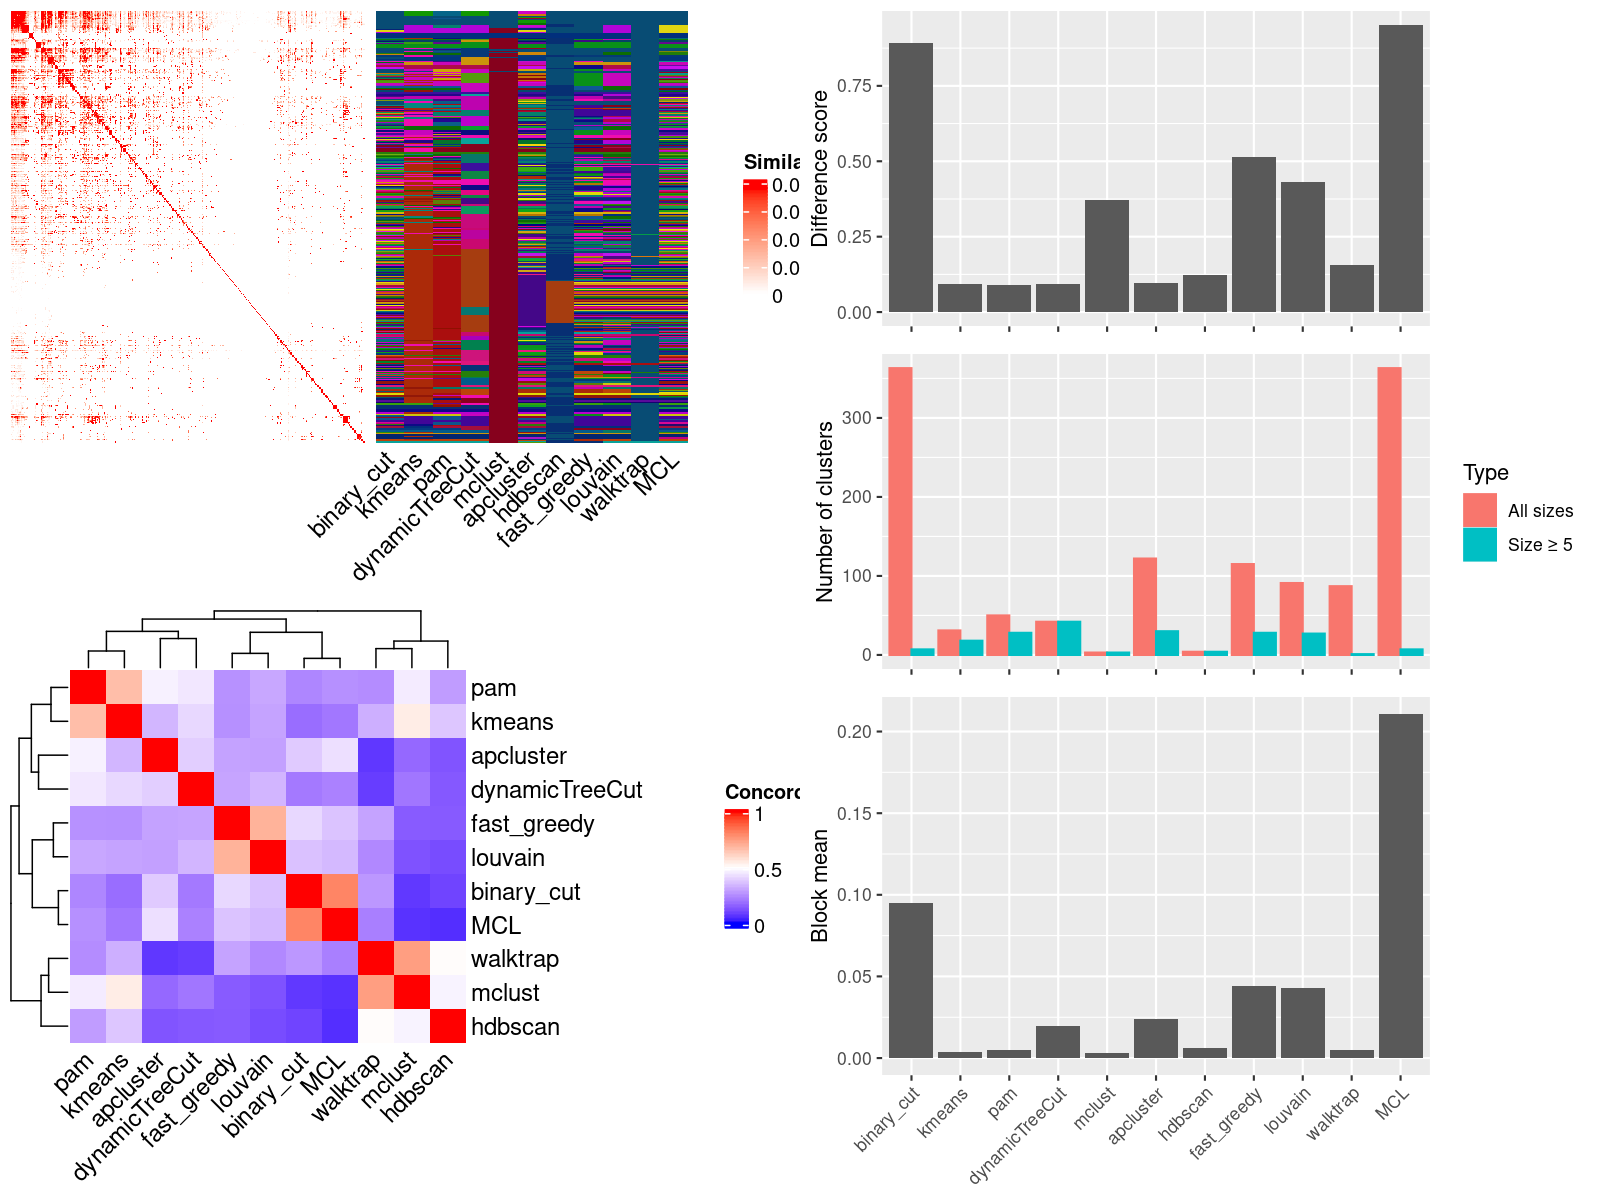 Simila
0.0
0.0
0.0
0.0
0
binary_cut
kmeans
pam
dynamicTreeCut
mclust
apcluster
hdbscan
fast_greedy
louvain
walktrap
MCL
pam
kmeans
apcluster
dynamicTreeCut
fast_greedy
louvain
binary_cut
MCL
walktrap
mclust
hdbscan
pam
kmeans
apcluster
dynamicTreeCut
fast_greedy
louvain
binary_cut
MCL
walktrap
mclust
hdbscan
Concord
1
0.5
0
Difference score
0.75
0.50
0.25
0.00
Number of clusters
300
200
100
0
Type
All sizes
Size ≥ 5
Block mean
0.20
0.15
0.10
0.05
0.00
binary_cut
kmeans
pam
dynamicTreeCut
mclust
apcluster
hdbscan
fast_greedy
louvain
walktrap
MCL